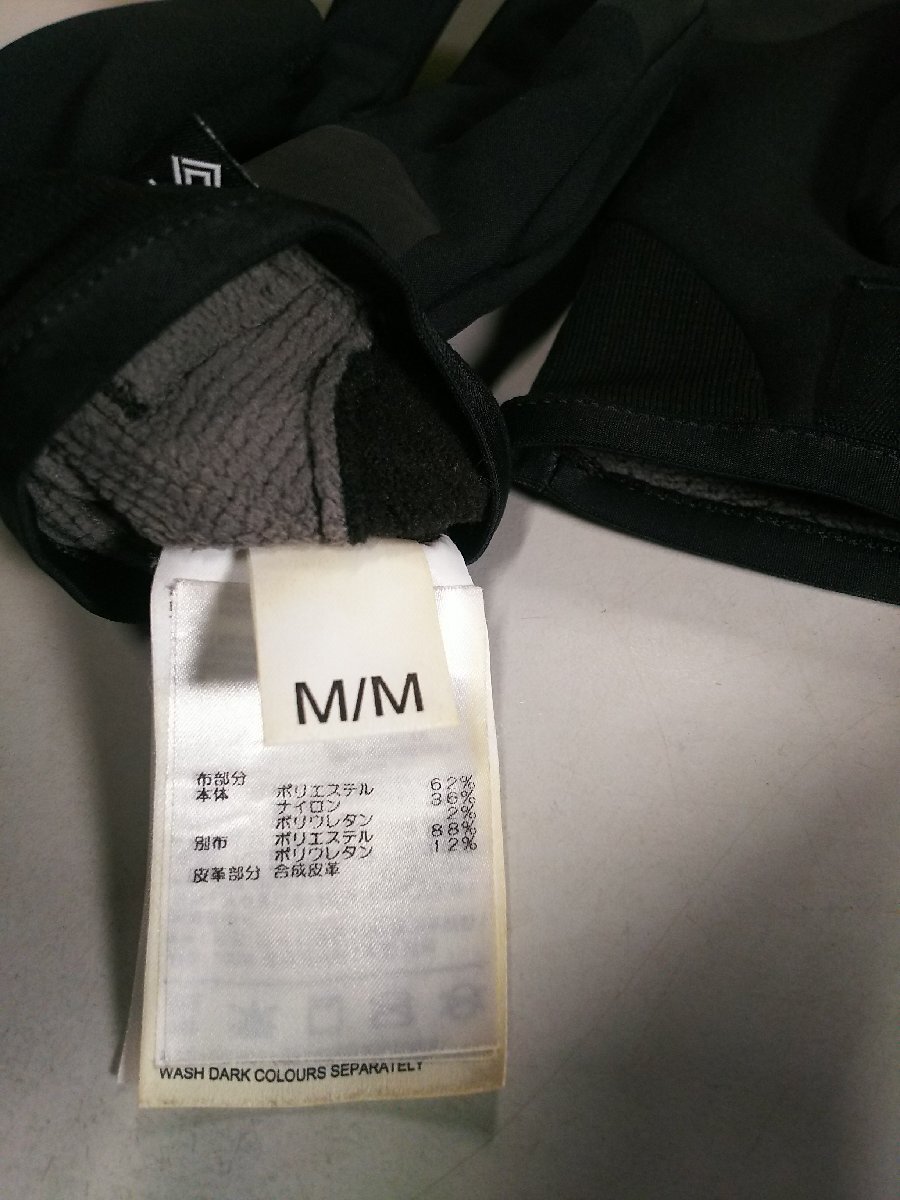 M/M
布部分
本体 ポリエステル 62%
ナイロン 36%
ポリウレタン 2%
別布 ポリエステル 88%
ポリウレタン 12%
皮革部分 合成皮革
WASH DARK COLOURS SEPARATELY